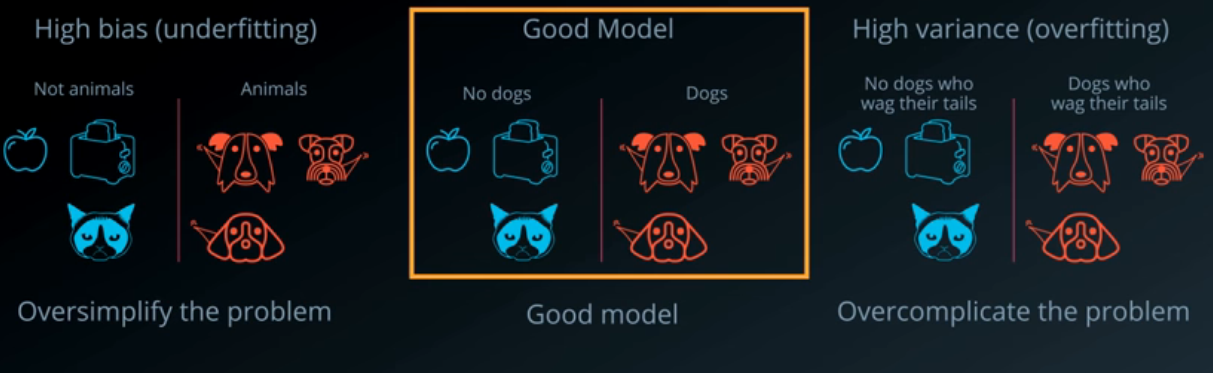 High bias (underfitting)
Not animals
Animals
Oversimplify the problem
Good Model
No dogs
Dogs
Good model
High variance (overfitting)
No dogs who
wag their tails
Dogs who
wag their tails
Overcomplicate the problem